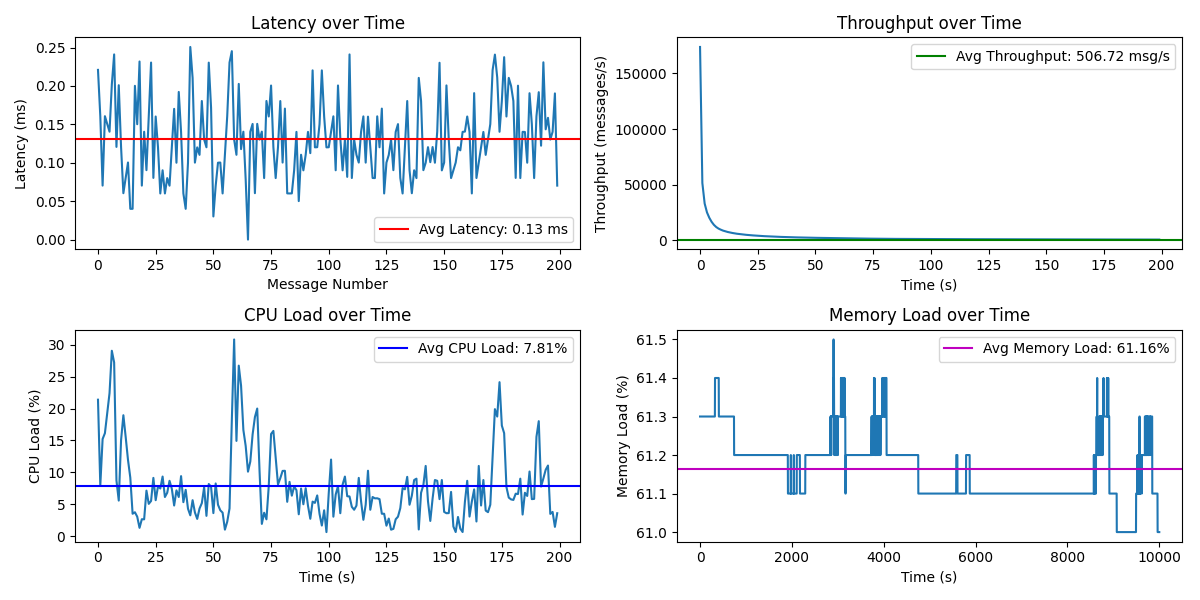 Latency over Time
0.25
0.20
0.15
0.10
0.05
0.00
Latency (ms)
Avg Latency: 0.13 ms
0 25 50 75 100 125 150 175 200
Message Number
Throughput over Time
150000
100000
50000
0
Throughput (messages/s)
Avg Throughput: 506.72 msg/s
0 25 50 75 100 125 150 175 200
Time (s)
CPU Load over Time
30
25
20
15
10
5
0
CPU Load (%)
Avg CPU Load: 7.81%
0 25 50 75 100 125 150 175 200
Time (s)
Memory Load over Time
61.5
61.4
61.3
61.2
61.1
61.0
Memory Load (%)
Avg Memory Load: 61.16%
0 2000 4000 6000 8000 10000
Time (s)